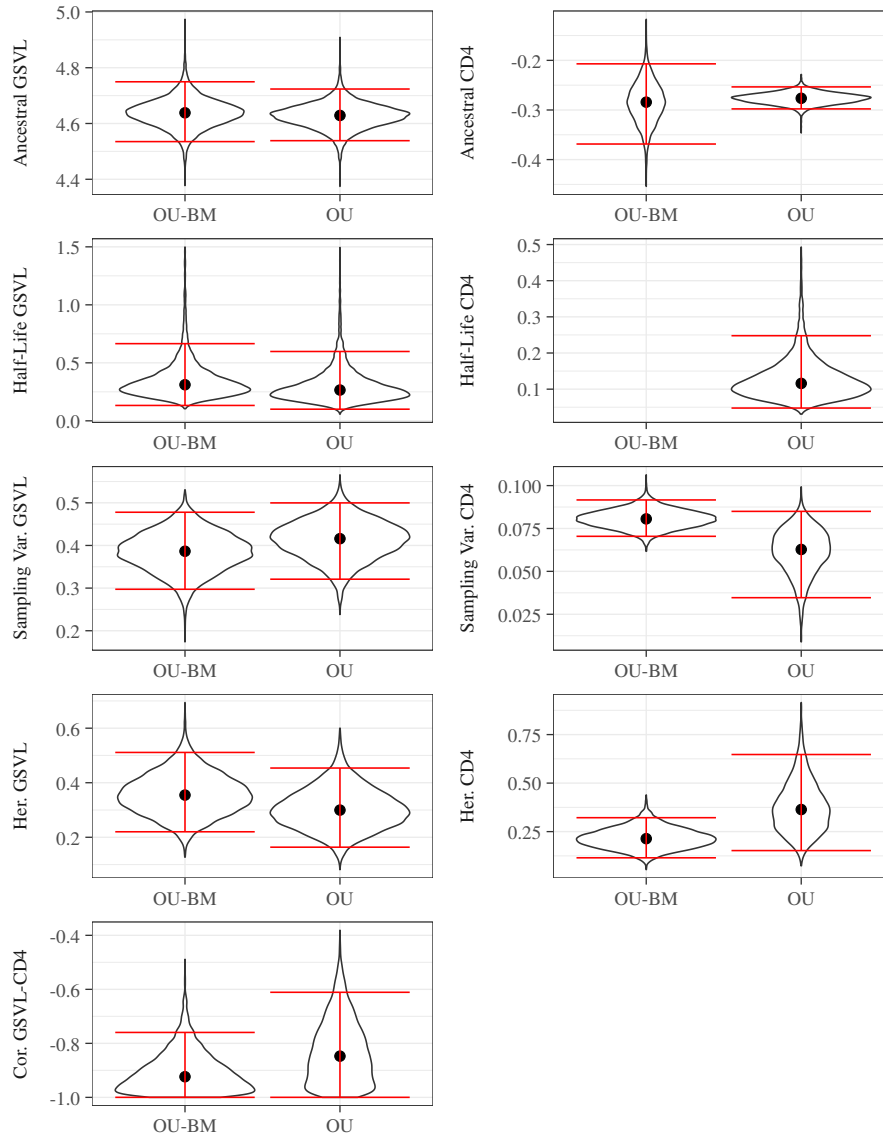 Ancestral GSVL
5.0
4.8
4.6
4.4
OU-BM
OU
Ancestral CD4
-0.2
-0.3
-0.4
OU-BM
OU
Half-Life GSVL
1.5
1.0
0.5
0.0
OU-BM
OU
Half-Life CD4
0.5
0.4
0.3
0.2
0.1
OU-BM
OU
Sampling Var. GSVL
0.5
0.4
0.3
0.2
OU-BM
OU
Sampling Var. CD4
0.100
0.075
0.050
0.025
OU-BM
OU
Her. GSVL
0.6
0.4
0.2
OU-BM
OU
Her. CD4
0.75
0.50
0.25
OU-BM
OU
Cor. GSVL-CD4
-0.4
-0.6
-0.8
-1.0
OU-BM
OU